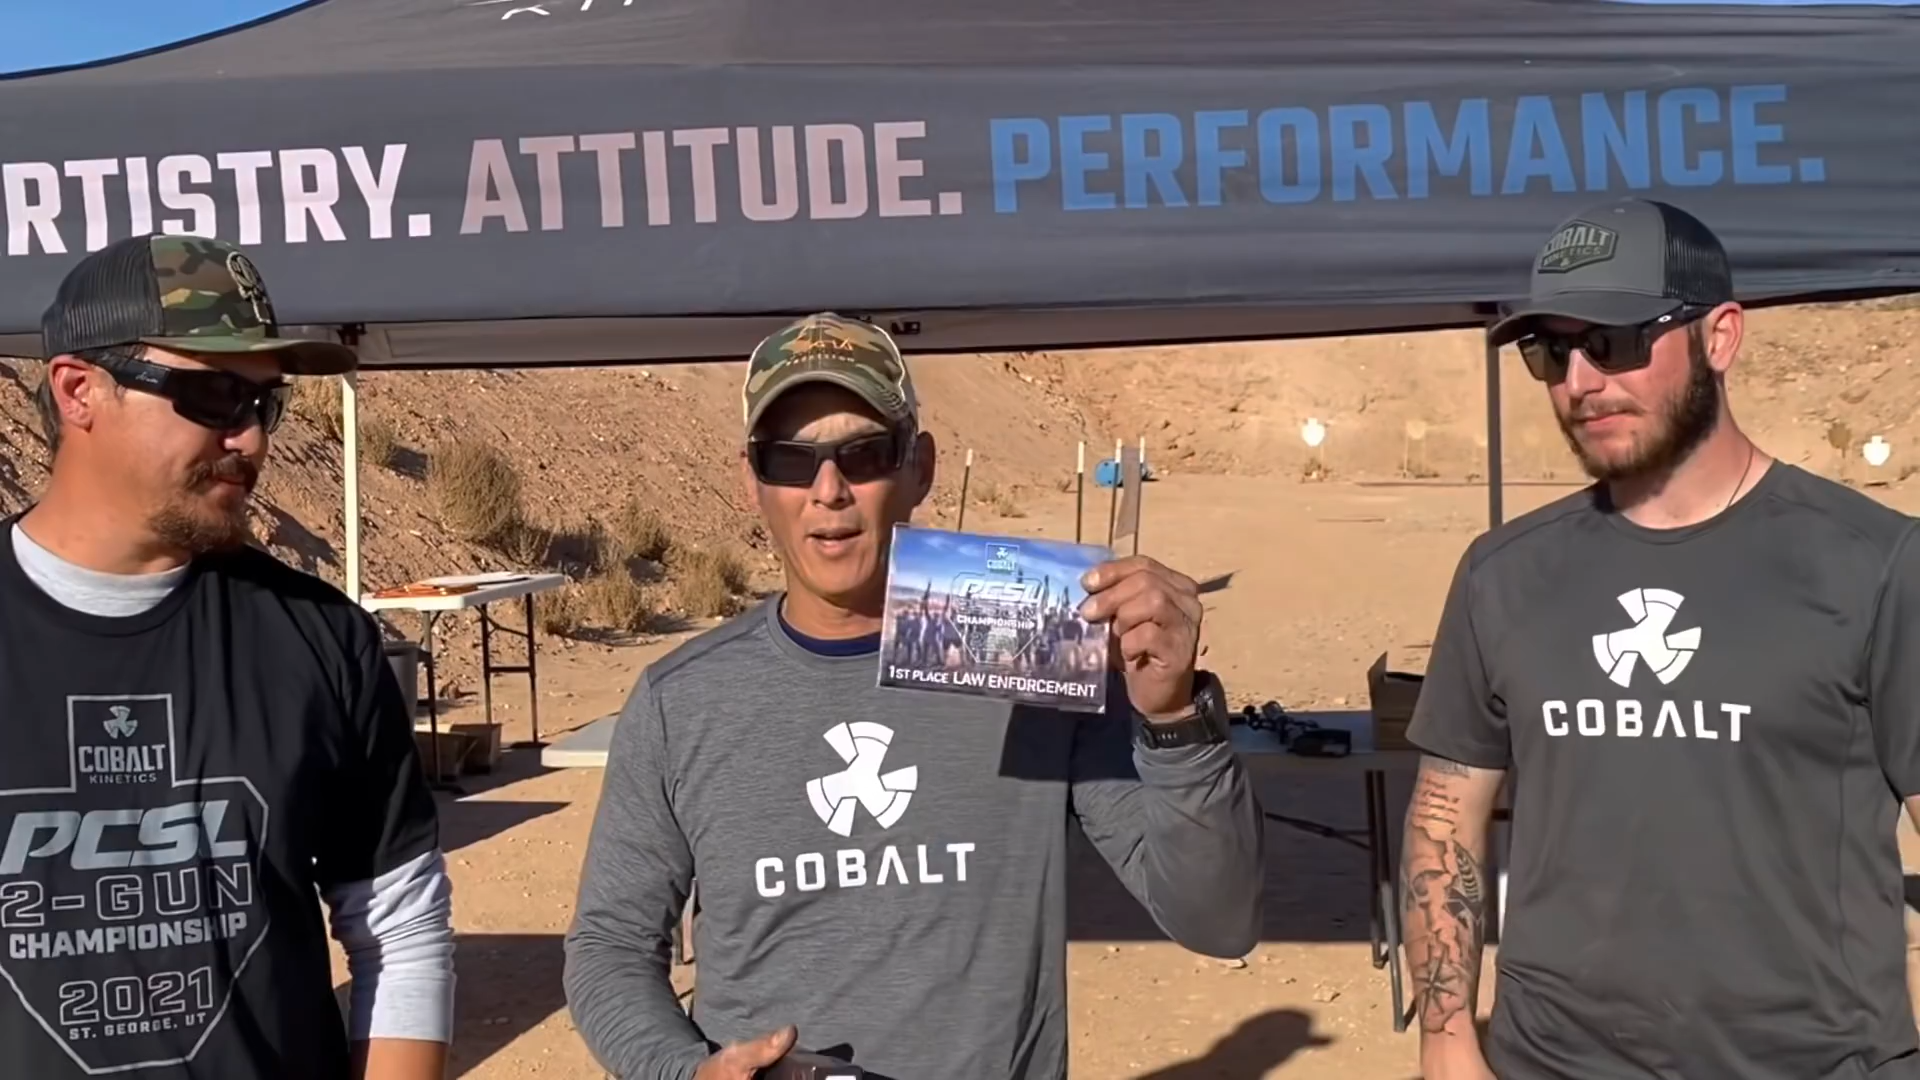 RTISTRY. ATTITUDE. PERFORMANCE.
COBALT
KINETICS
COBALT
PCSL
CHAMPIONSHIP
1ST PLACE LAW ENFORCEMENT
COBALT
KINETICS
PCSL
2-GUN
CHAMPIONSHIP
2021
ST. GEORGE, UT
COBALT
COBALT